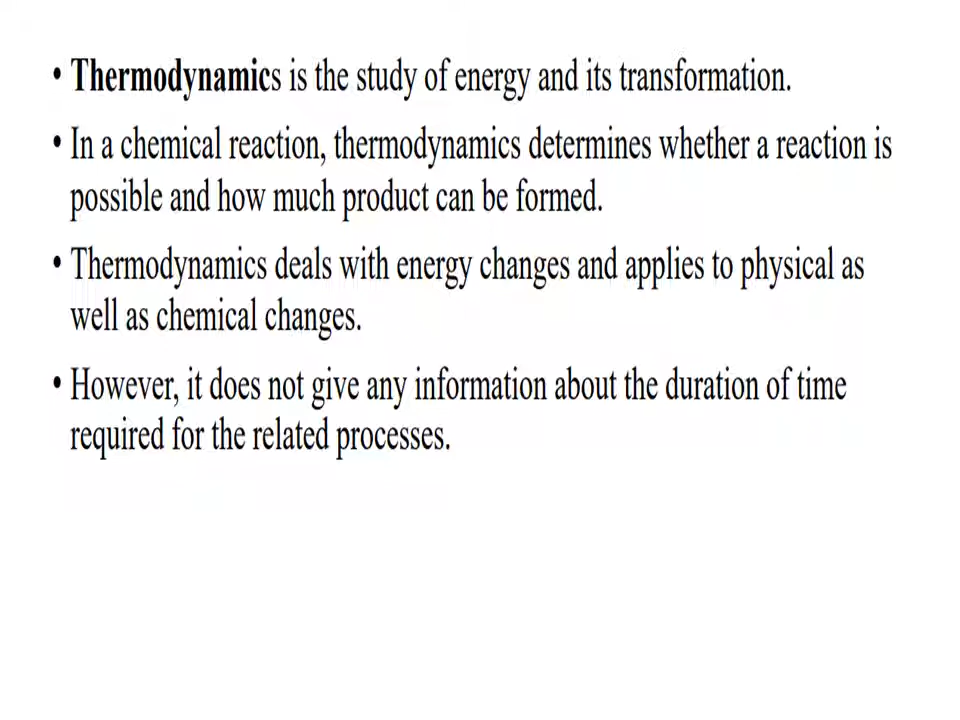 • Thermodynamics is the study of energy and its transformation.
• In a chemical reaction, thermodynamics determines whether a reaction is
possible and how much product can be formed.
• Thermodynamics deals with energy changes and applies to physical as
well as chemical changes.
• However, it does not give any information about the duration of time
required for the related processes.